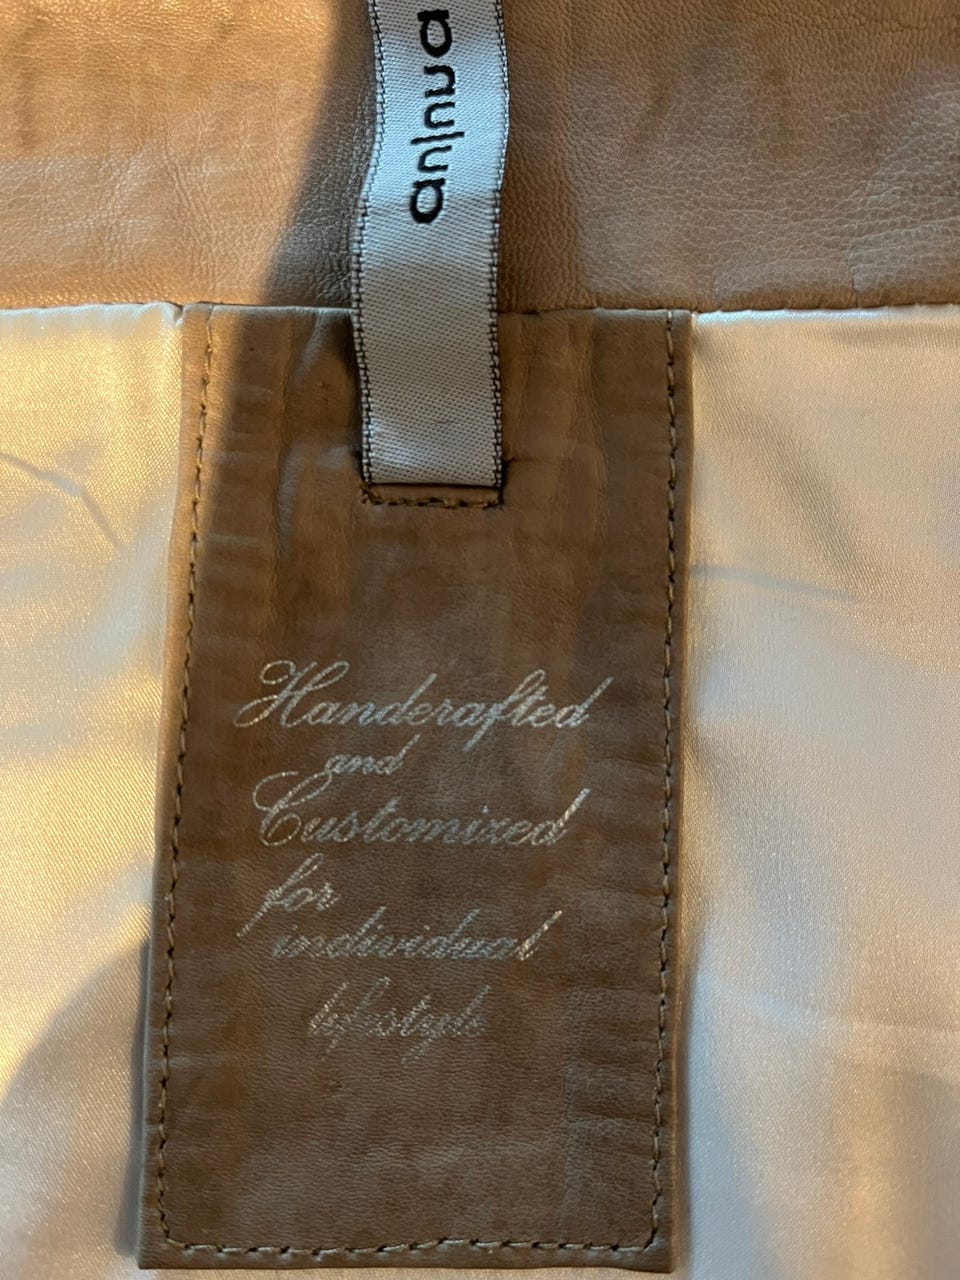 Handcrafted
and
Customized
for
individual
lifestyle